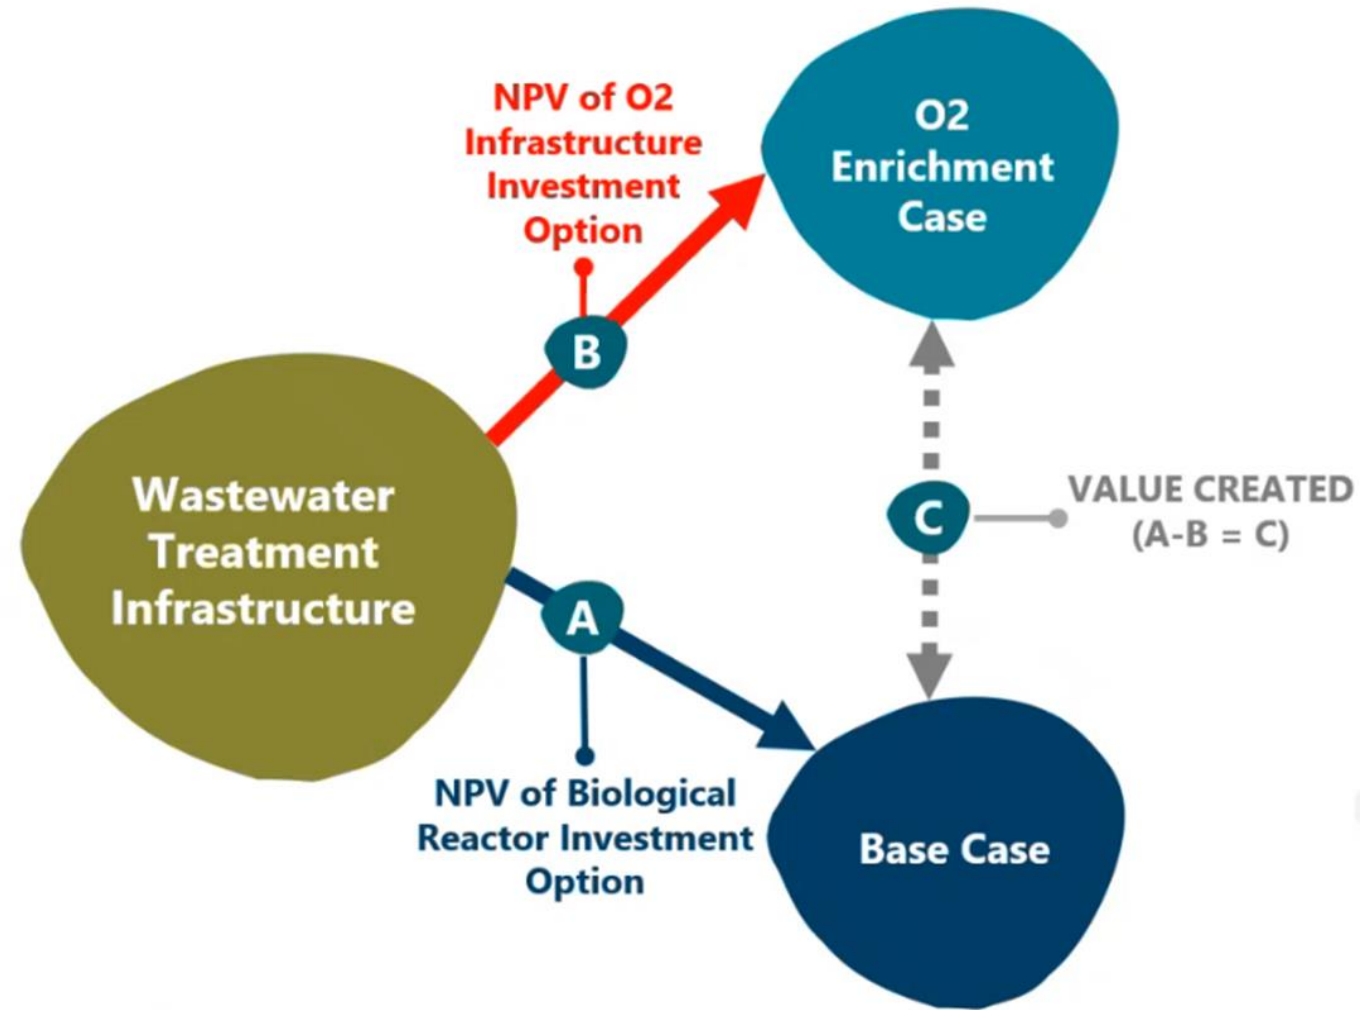 NPV of O2
Infrastructure
Investment
Option
O2
Enrichment
Case
B
Wastewater
Treatment
Infrastructure
C
VALUE CREATED
(A-B = C)
A
NPV of Biological
Reactor Investment
Option
Base Case